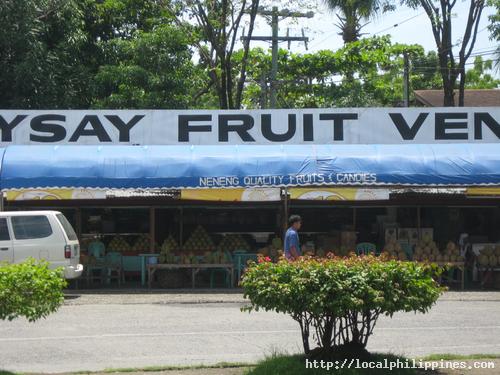 YSAY FRUIT VEN
NENENG QUALITY FRUITS & CANDIES
http://localphilippines.com